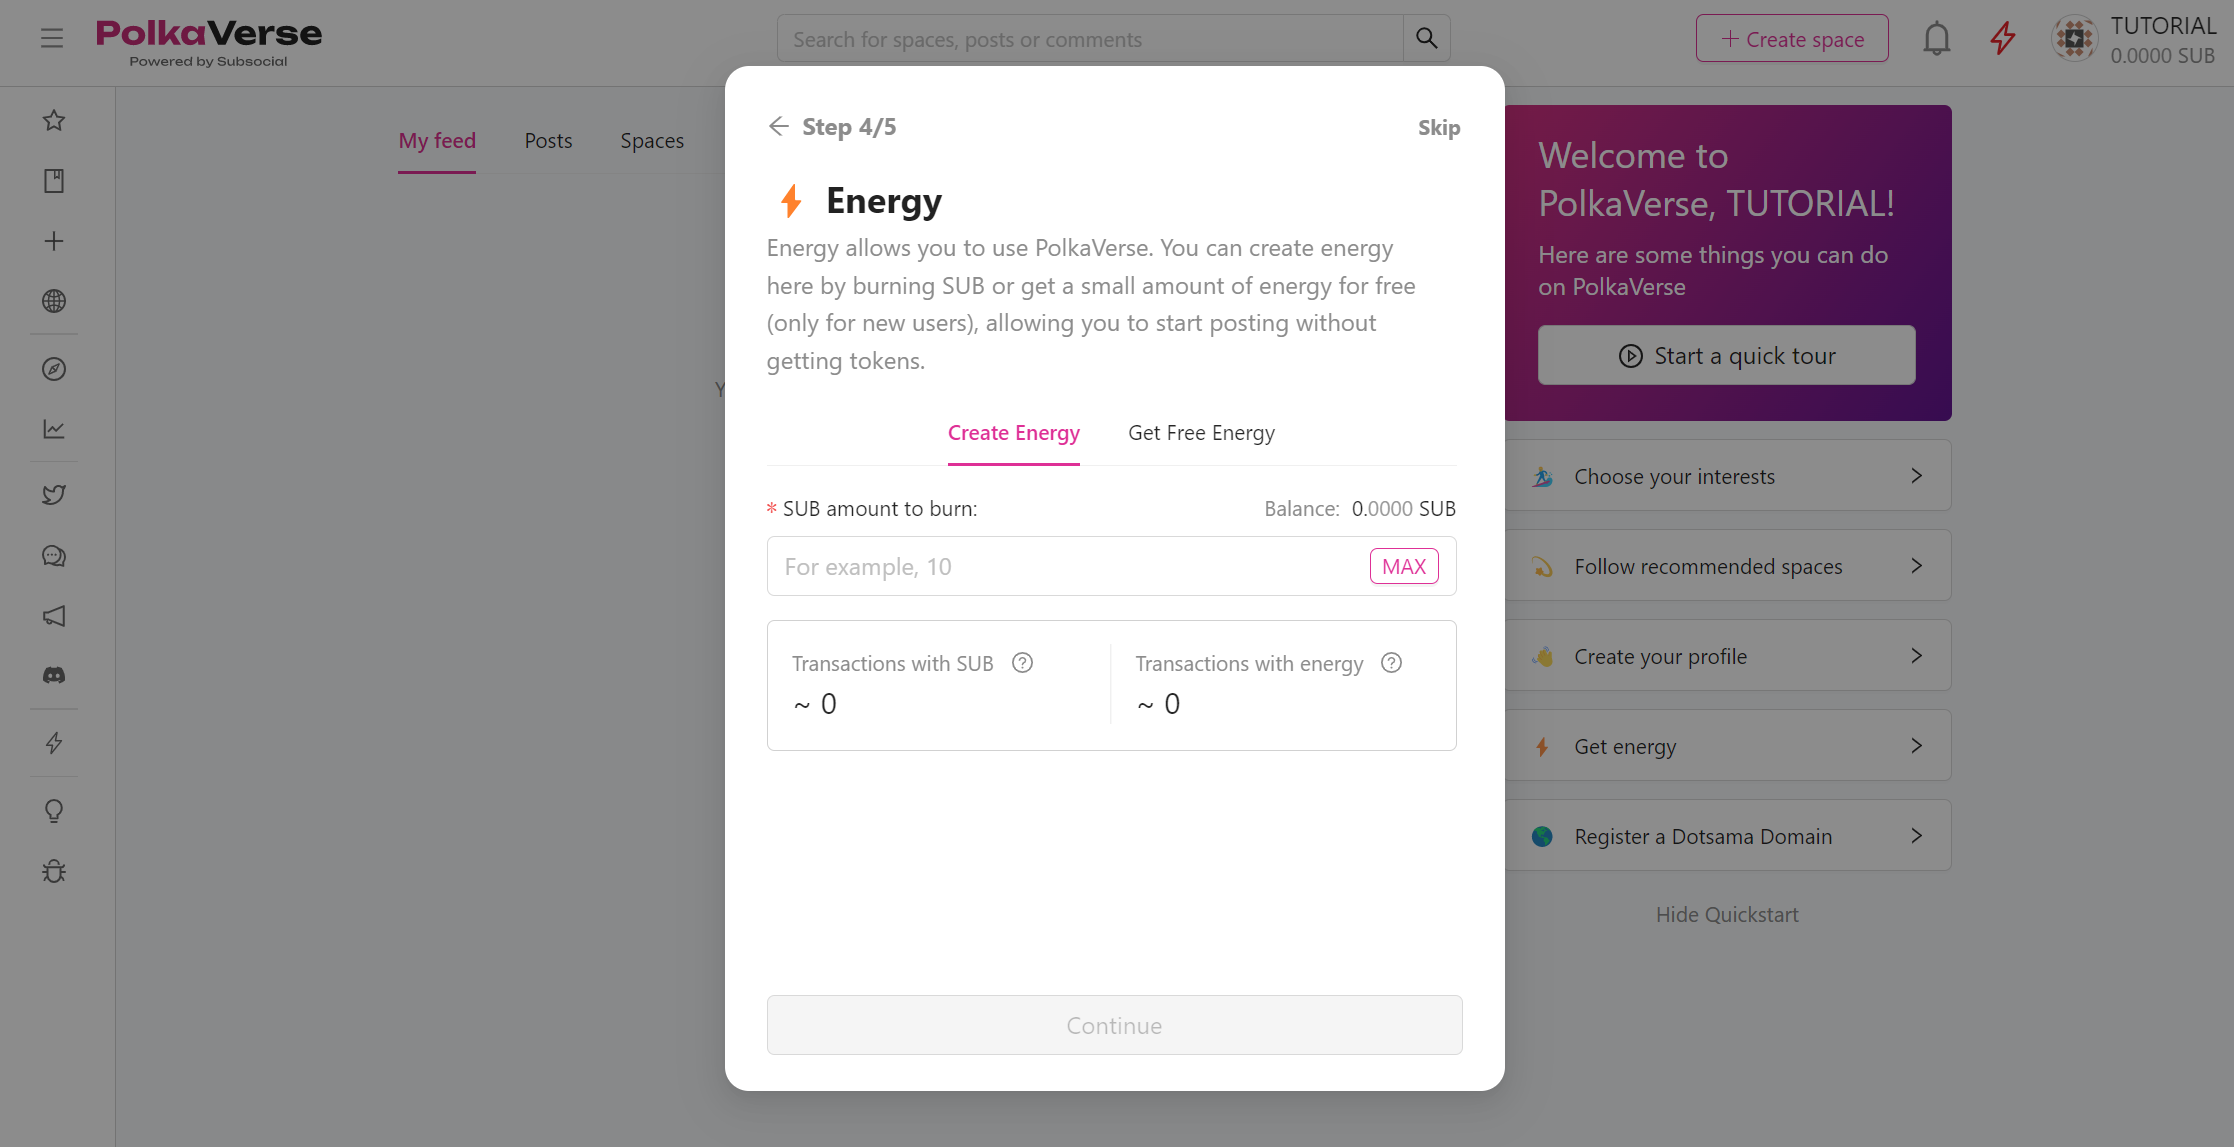 PolkaVerse
Powered by Subsocial
Search for spaces, posts or comments
+ Create space
TUTORIAL
0.0000 SUB
My feed
Posts
Spaces
Y
Step 4/5
Skip
Energy
Energy allows you to use PolkaVerse. You can create energy
here by burning SUB or get a small amount of energy for free
(only for new users), allowing you to start posting without
getting tokens.
Create Energy
Get Free Energy
* SUB amount to burn:
Balance: 0.0000 SUB
For example, 10
MAX
Transactions with SUB
~ 0
Transactions with energy
~ 0
Continue
Welcome to
PolkaVerse, TUTORIAL!
Here are some things you can do
on PolkaVerse
Start a quick tour
Choose your interests
Follow recommended spaces
Create your profile
Get energy
Register a Dotsama Domain
Hide Quickstart